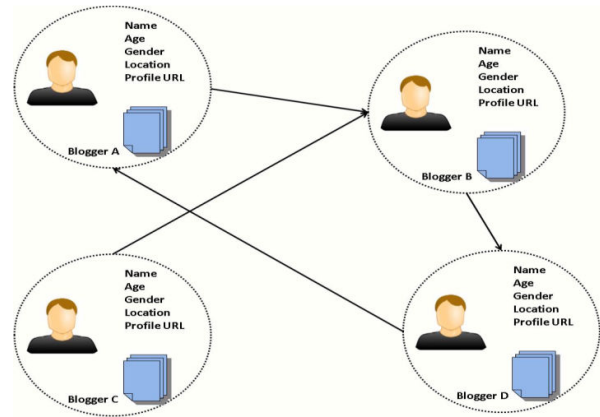 Name
Age
Gender
Location
Profile URL
Blogger A
Name
Age
Gender
Location
Profile URL
Blogger B
Name
Age
Gender
Location
Profile URL
Blogger C
Name
Age
Gender
Location
Profile URL
Blogger D